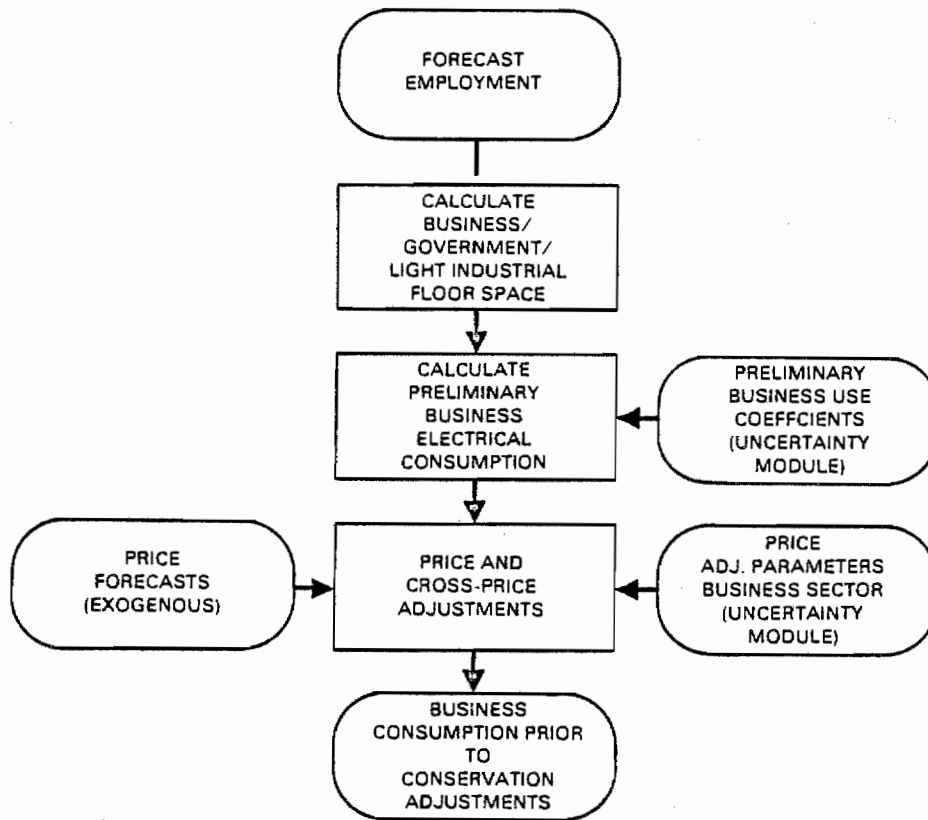 FORECAST
EMPLOYMENT
CALCULATE
BUSINESS/
GOVERNMENT/
LIGHT INDUSTRIAL
FLOOR SPACE
CALCULATE
PRELIMINARY
BUSINESS
ELECTRICAL
CONSUMPTION
PRELIMINARY
BUSINESS USE
COEFFCIENTS
(UNCERTAINTY
MODULE)
PRICE
FORECASTS
(EXOGENOUS)
PRICE AND
CROSS-PRICE
ADJUSTMENTS
PRICE
ADJ. PARAMETERS
BUSINESS SECTOR
(UNCERTAINTY
MODULE)
BUSINESS
CONSUMPTION PRIOR
TO
CONSERVATION
ADJUSTMENTS